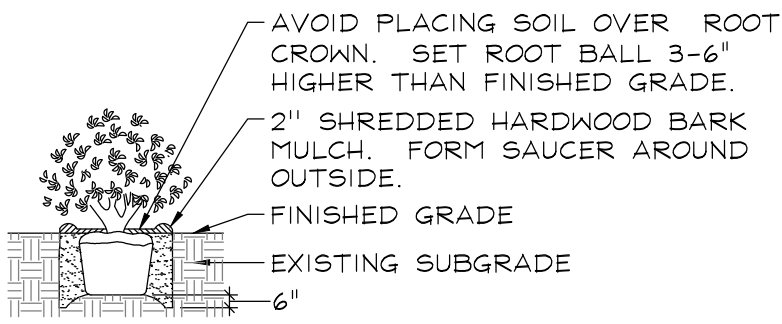 AVOID PLACING SOIL OVER ROOT
CROWN. SET ROOT BALL 3-6"
HIGHER THAN FINISHED GRADE.
2" SHREDDED HARDWOOD BARK
MULCH. FORM SAUCER AROUND
OUTSIDE.
FINISHED GRADE
EXISTING SUBGRADE
6"